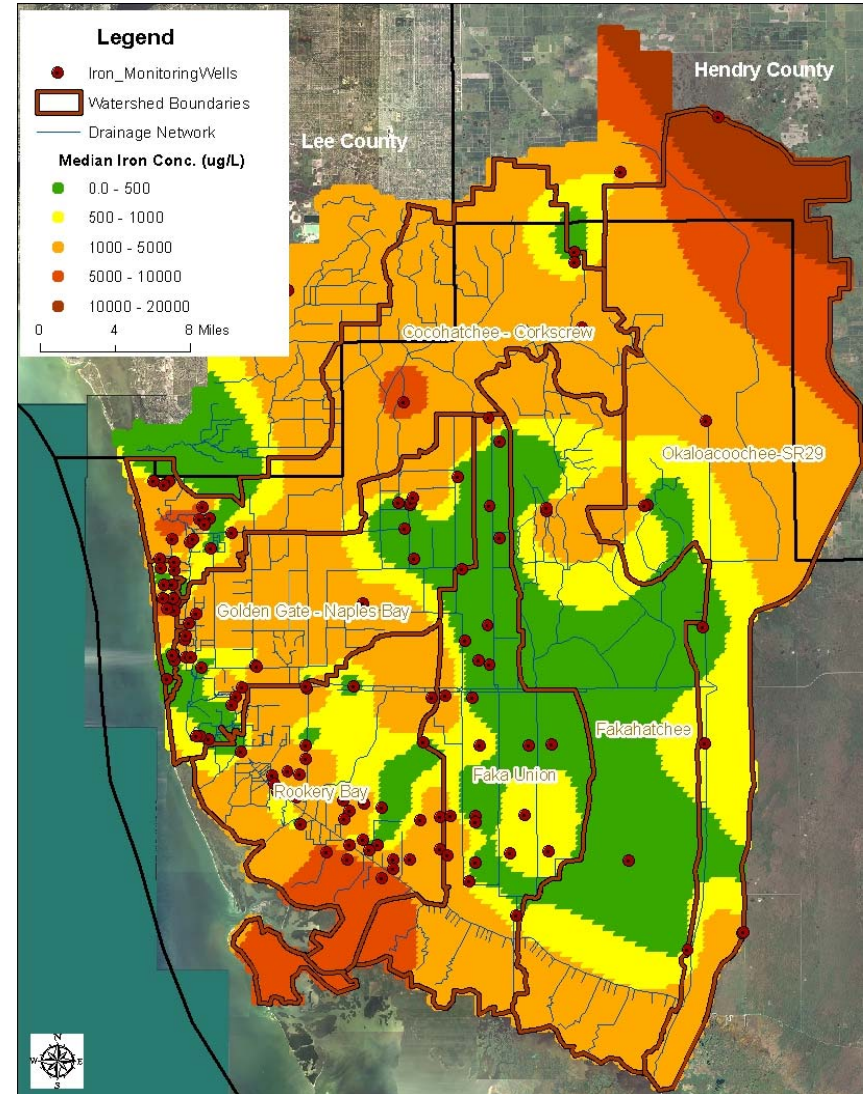 Legend
Iron_MonitoringWells
Watershed Boundaries
Drainage Network
Median Iron Conc. (ug/L)
0.0 - 500
500 - 1000
1000 - 5000
5000 - 10000
10000 - 20000
0 4 8 Miles
Hendry County
Lee County
Cocohatchee - Corkscrew
Okaloacoochee-SR29
Golden Gate - Naples Bay
Fakahatchee
Faka Union
Rookery Bay
N
W E
S